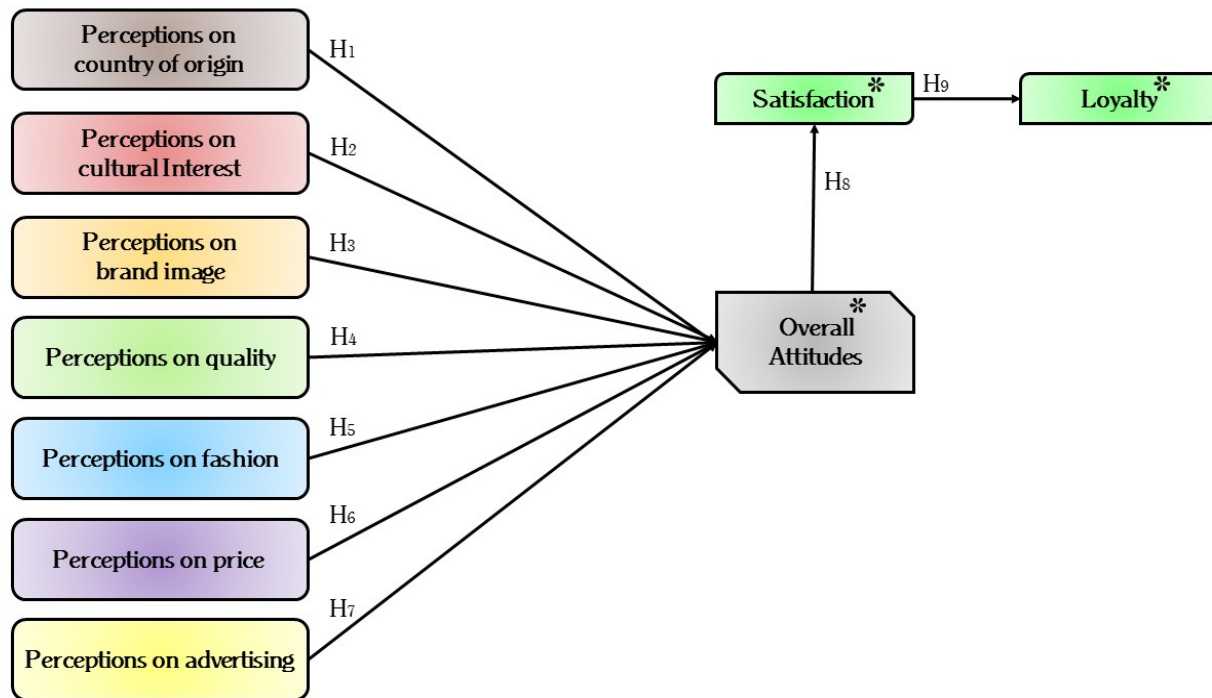 Perceptions on
country of origin
H1
Perceptions on
cultural Interest
H2
Perceptions on
brand image
H3
Perceptions on quality
H4
Perceptions on fashion
H5
Perceptions on price
H6
Perceptions on advertising
H7
Overall*
Attitudes
H8
Satisfaction*
H9
Loyalty*